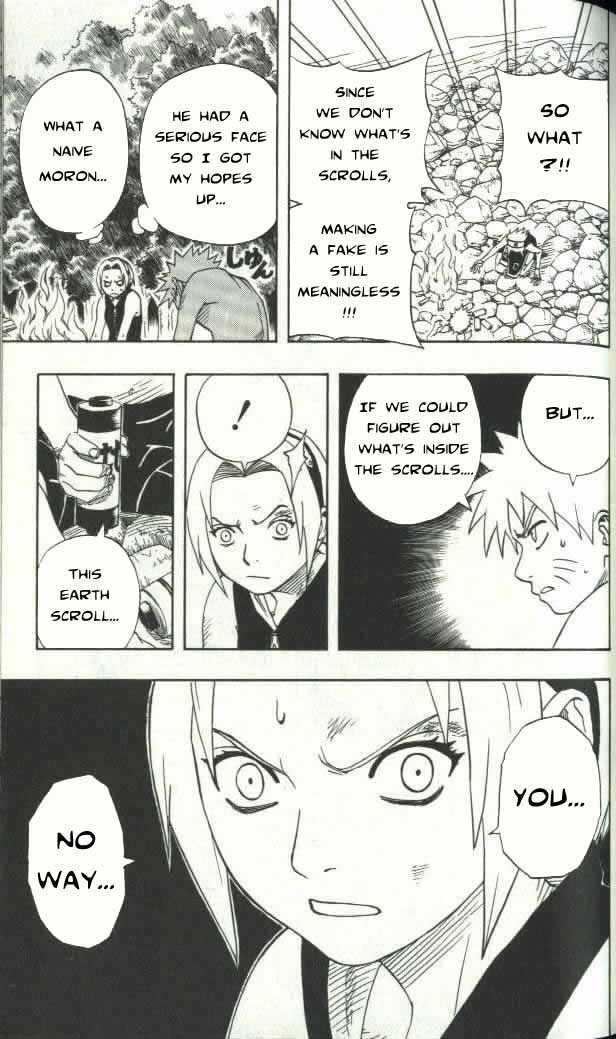 SO
WHAT
?!!
SINCE
WE DON'T
KNOW WHAT'S
IN THE
SCROLLS,
MAKING
A FAKE IS
STILL
MEANINGLESS
!!!
HE HAD A
SERIOUS FACE
SO I GOT
MY HOPES
UP...
WHAT A
NAIVE
MORON...
じゅん
BUT...
IF WE COULD
FIGURE OUT
WHAT'S INSIDE
THE SCROLLS....
!
THIS
EARTH
SCROLL...
YOU...
NO
WAY...